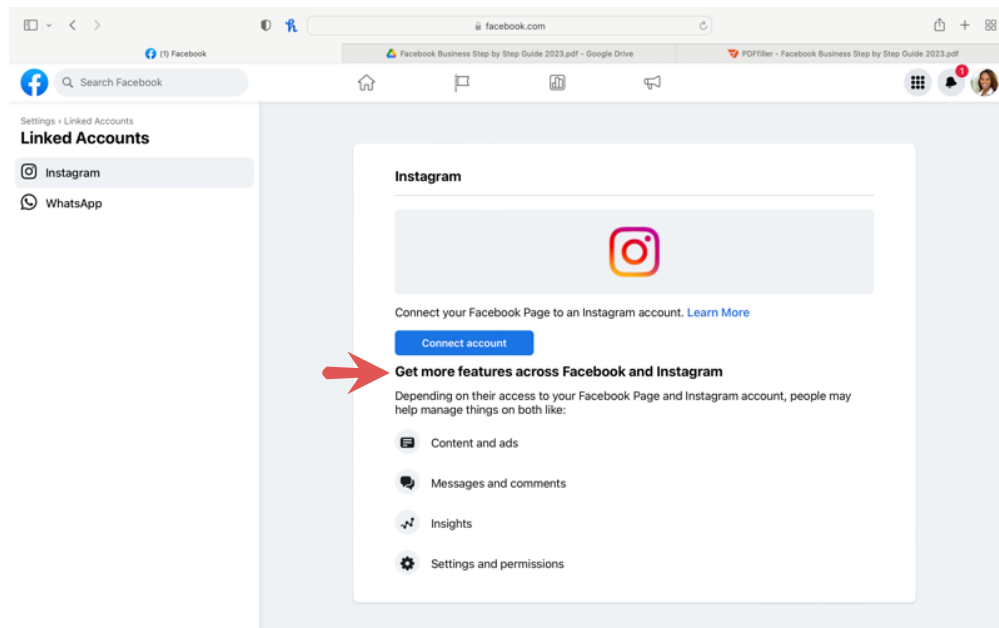 facebook.com
(1) Facebook
Facebook Business Step by Step Guide 2023.pdf - Google Drive
PDFfiller - Facebook Business Step by Step Guide 2023.pdf
Search Facebook
1
Settings › Linked Accounts
Linked Accounts
Instagram
WhatsApp
Instagram
Connect your Facebook Page to an Instagram account. Learn More
Connect account
Get more features across Facebook and Instagram
Depending on their access to your Facebook Page and Instagram account, people may
help manage things on both like:
Content and ads
Messages and comments
Insights
Settings and permissions